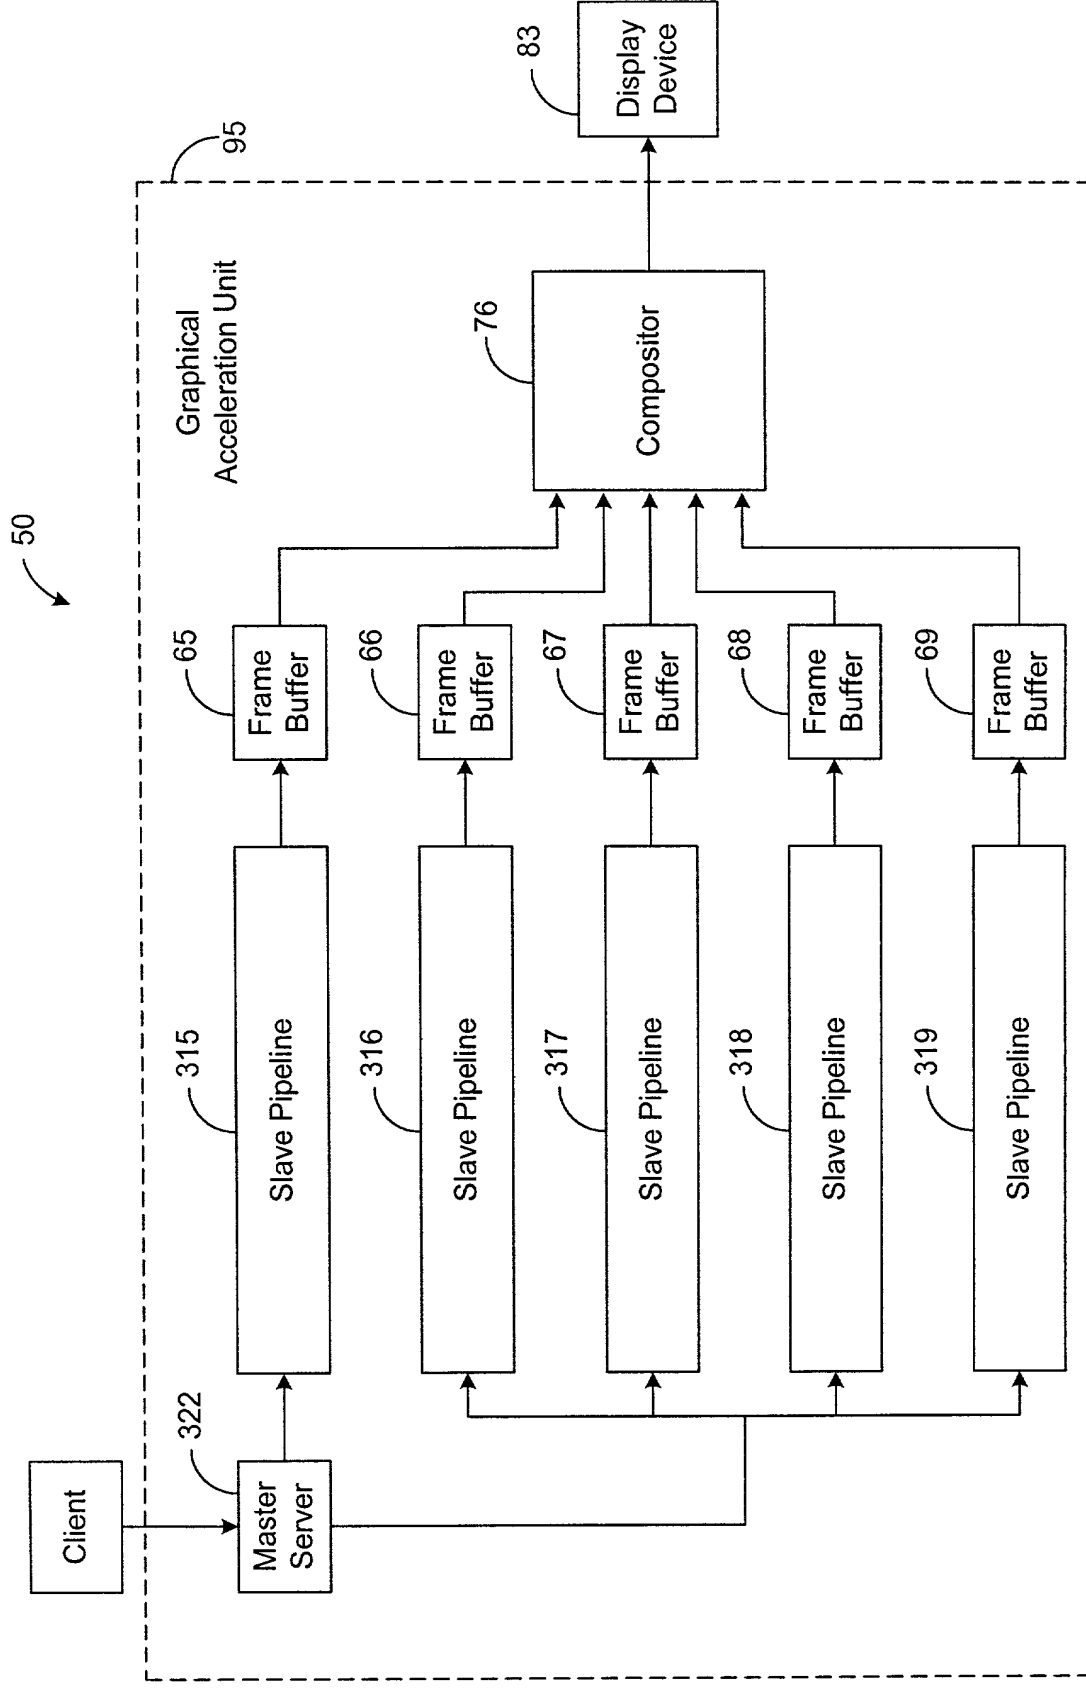 50
Client
322
Master
Server
95
Graphical
Acceleration Unit
315
Slave Pipeline
65
Frame
Buffer
316
Slave Pipeline
66
Frame
Buffer
317
Slave Pipeline
67
Frame
Buffer
318
Slave Pipeline
68
Frame
Buffer
319
Slave Pipeline
69
Frame
Buffer
76
Compositor
83
Display
Device